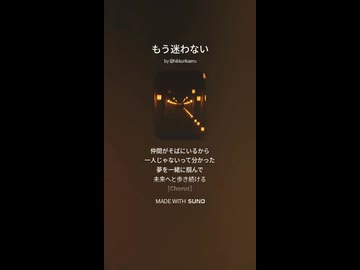 もう迷わない
by @hikkurikaeru
仲間がそばにいるから
一人じゃないって分かった
夢を一緒に掴んで
未来へと歩き続ける
[Chorus]
MADE WITH SUNO